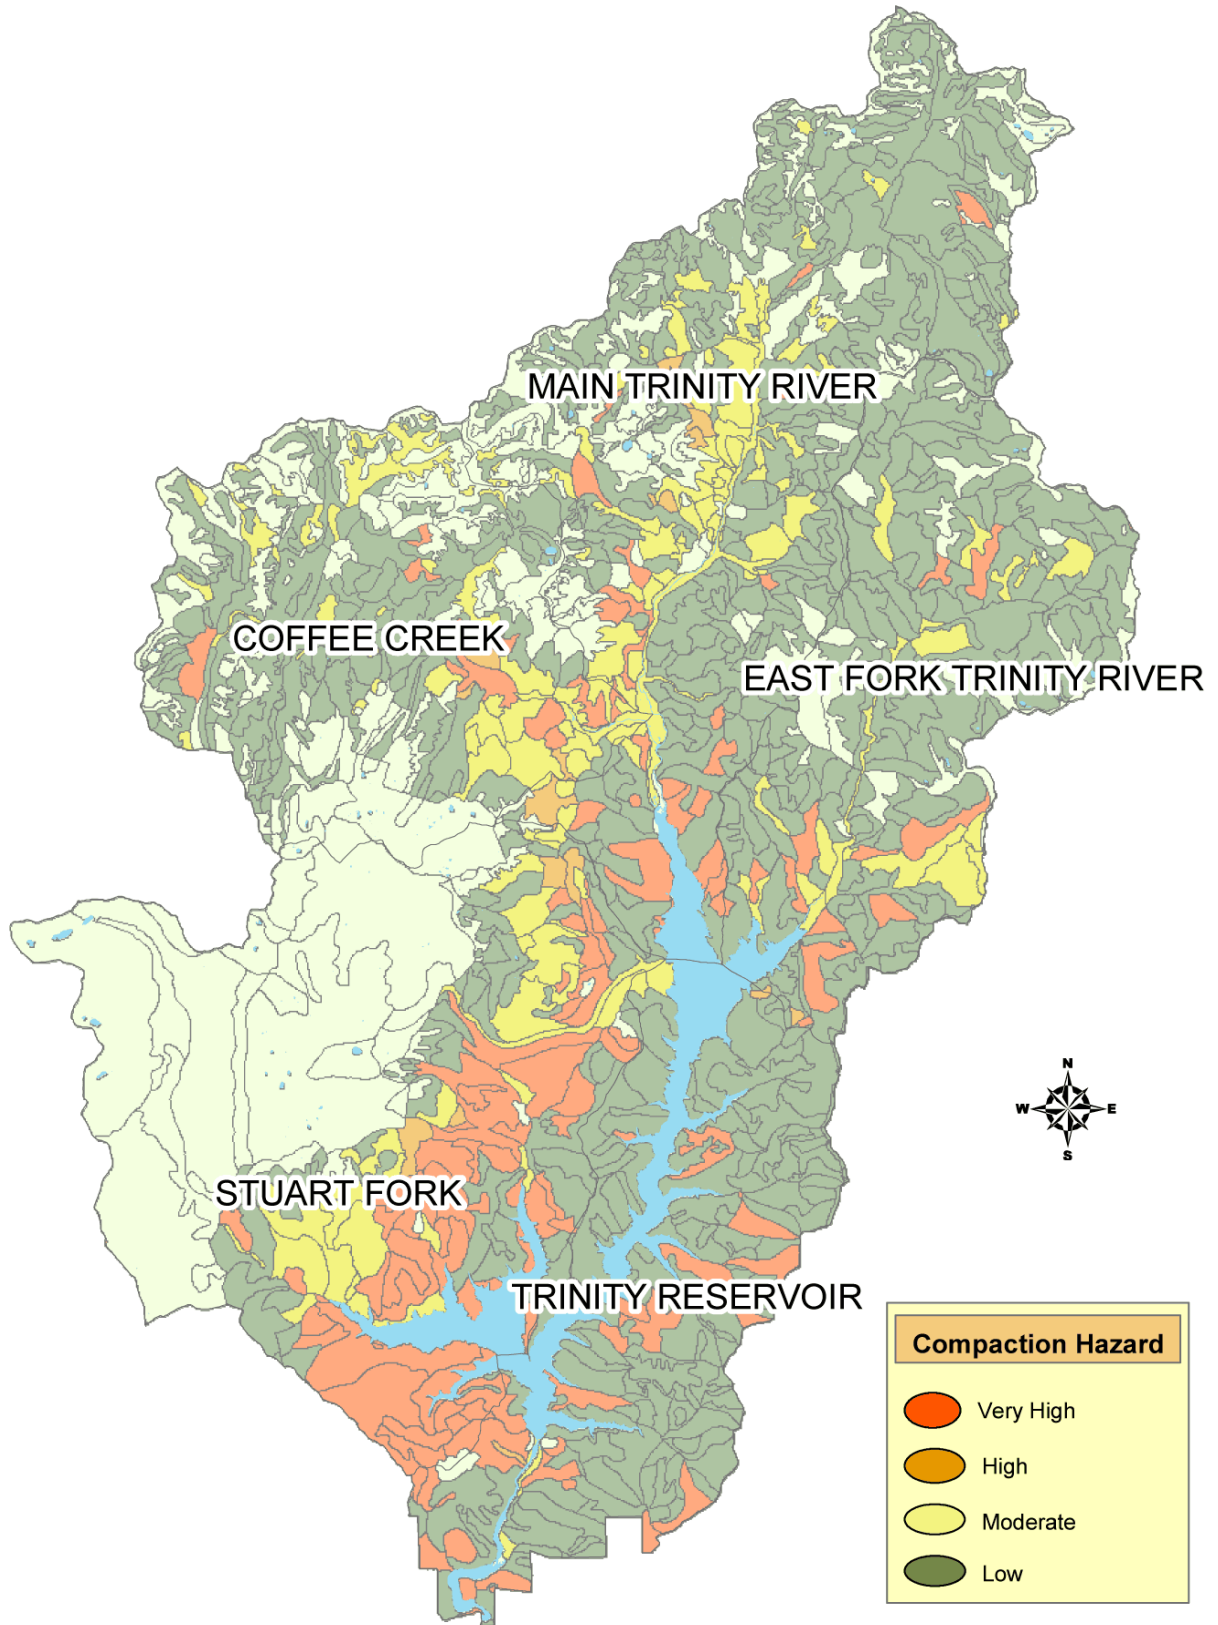 MAIN TRINITY RIVER
COFFEE CREEK
EAST FORK TRINITY RIVER
N
W E
S
STUART FORK
TRINITY RESERVOIR
Compaction Hazard
Very High
High
Moderate
Low